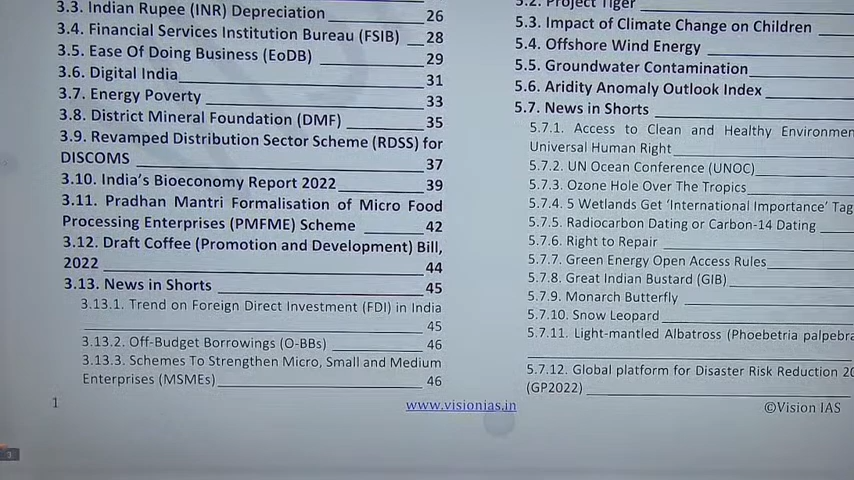 3.3. Indian Rupee (INR) Depreciation 26
3.4. Financial Services Institution Bureau (FSIB) 28
3.5. Ease Of Doing Business (EoDB) 29
3.6. Digital India 31
3.7. Energy Poverty 33
3.8. District Mineral Foundation (DMF) 35
3.9. Revamped Distribution Sector Scheme (RDSS) for
DISCOMS 37
3.10. India's Bioeconomy Report 2022 39
3.11. Pradhan Mantri Formalisation of Micro Food
Processing Enterprises (PMFME) Scheme 42
3.12. Draft Coffee (Promotion and Development) Bill,
2022 44
3.13. News in Shorts 45
3.13.1. Trend on Foreign Direct Investment (FDI) in India
45
3.13.2. Off-Budget Borrowings (O-BBs) 46
3.13.3. Schemes To Strengthen Micro, Small and Medium
Enterprises (MSMEs) 46
5.2. Project Tiger
5.3. Impact of Climate Change on Children
5.4. Offshore Wind Energy
5.5. Groundwater Contamination
5.6. Aridity Anomaly Outlook Index
5.7. News in Shorts
5.7.1. Access to Clean and Healthy Environmen
Universal Human Right
5.7.2. UN Ocean Conference (UNOC)
5.7.3. Ozone Hole Over The Tropics
5.7.4. 5 Wetlands Get 'International Importance' Tag
5.7.5. Radiocarbon Dating or Carbon-14 Dating
5.7.6. Right to Repair
5.7.7. Green Energy Open Access Rules
5.7.8. Great Indian Bustard (GIB)
5.7.9. Monarch Butterfly
5.7.10. Snow Leopard
5.7.11. Light-mantled Albatross (Phoebetria palpebra
5.7.12. Global platform for Disaster Risk Reduction 20
(GP2022)
1
www.visionias.in
©Vision IAS